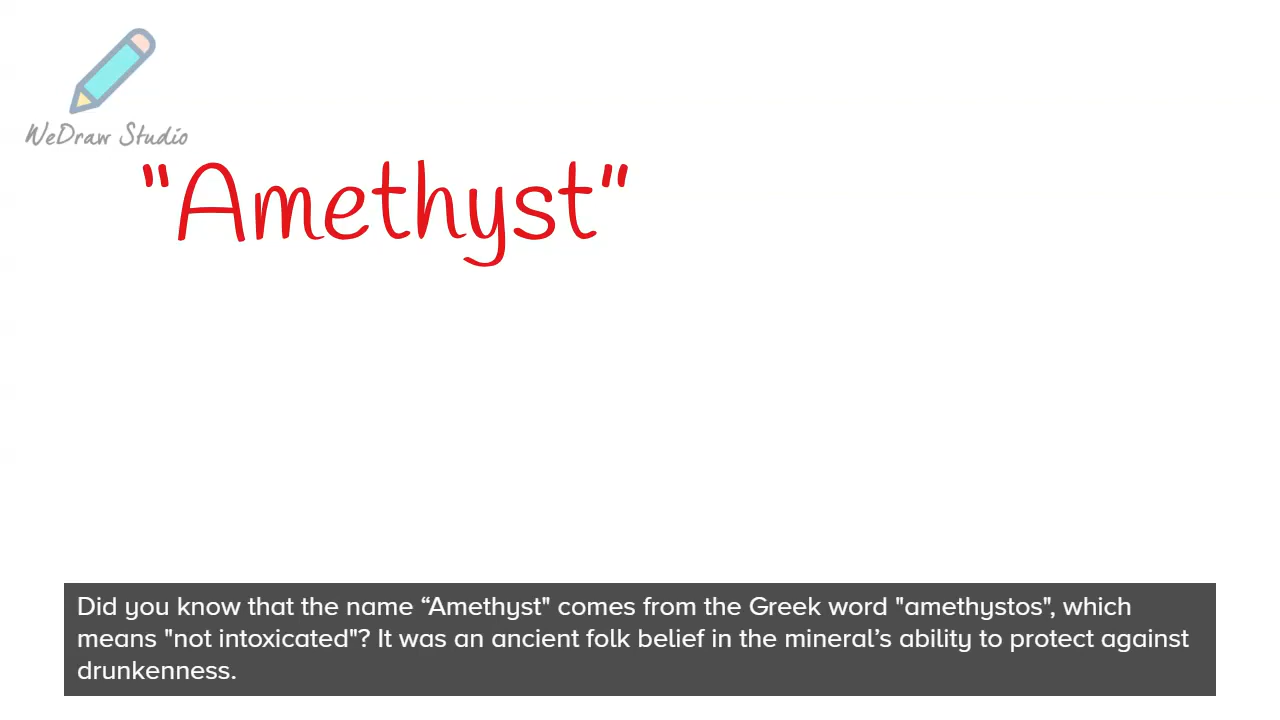 WeDraw Studio
"Amethyst"
Did you know that the name “Amethyst" comes from the Greek word "amethystos", which
means "not intoxicated"? It was an ancient folk belief in the mineral’s ability to protect against
drunkenness.